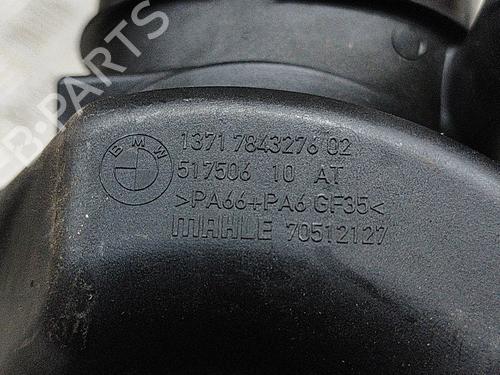 B-PARTS
BMW
1371 7843276 02
517506 10 AT
>PA66+PA6 GF35<
MAHLE 70512127